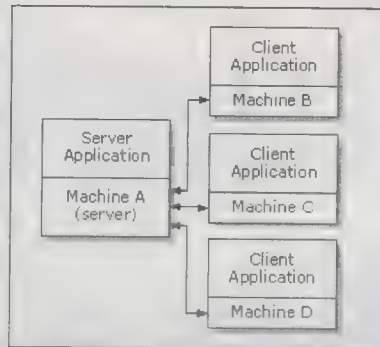 Client
Application
Machine B
Server
Application
Machine A
(server)
Client
Application
Machine C
Client
Application
Machine D